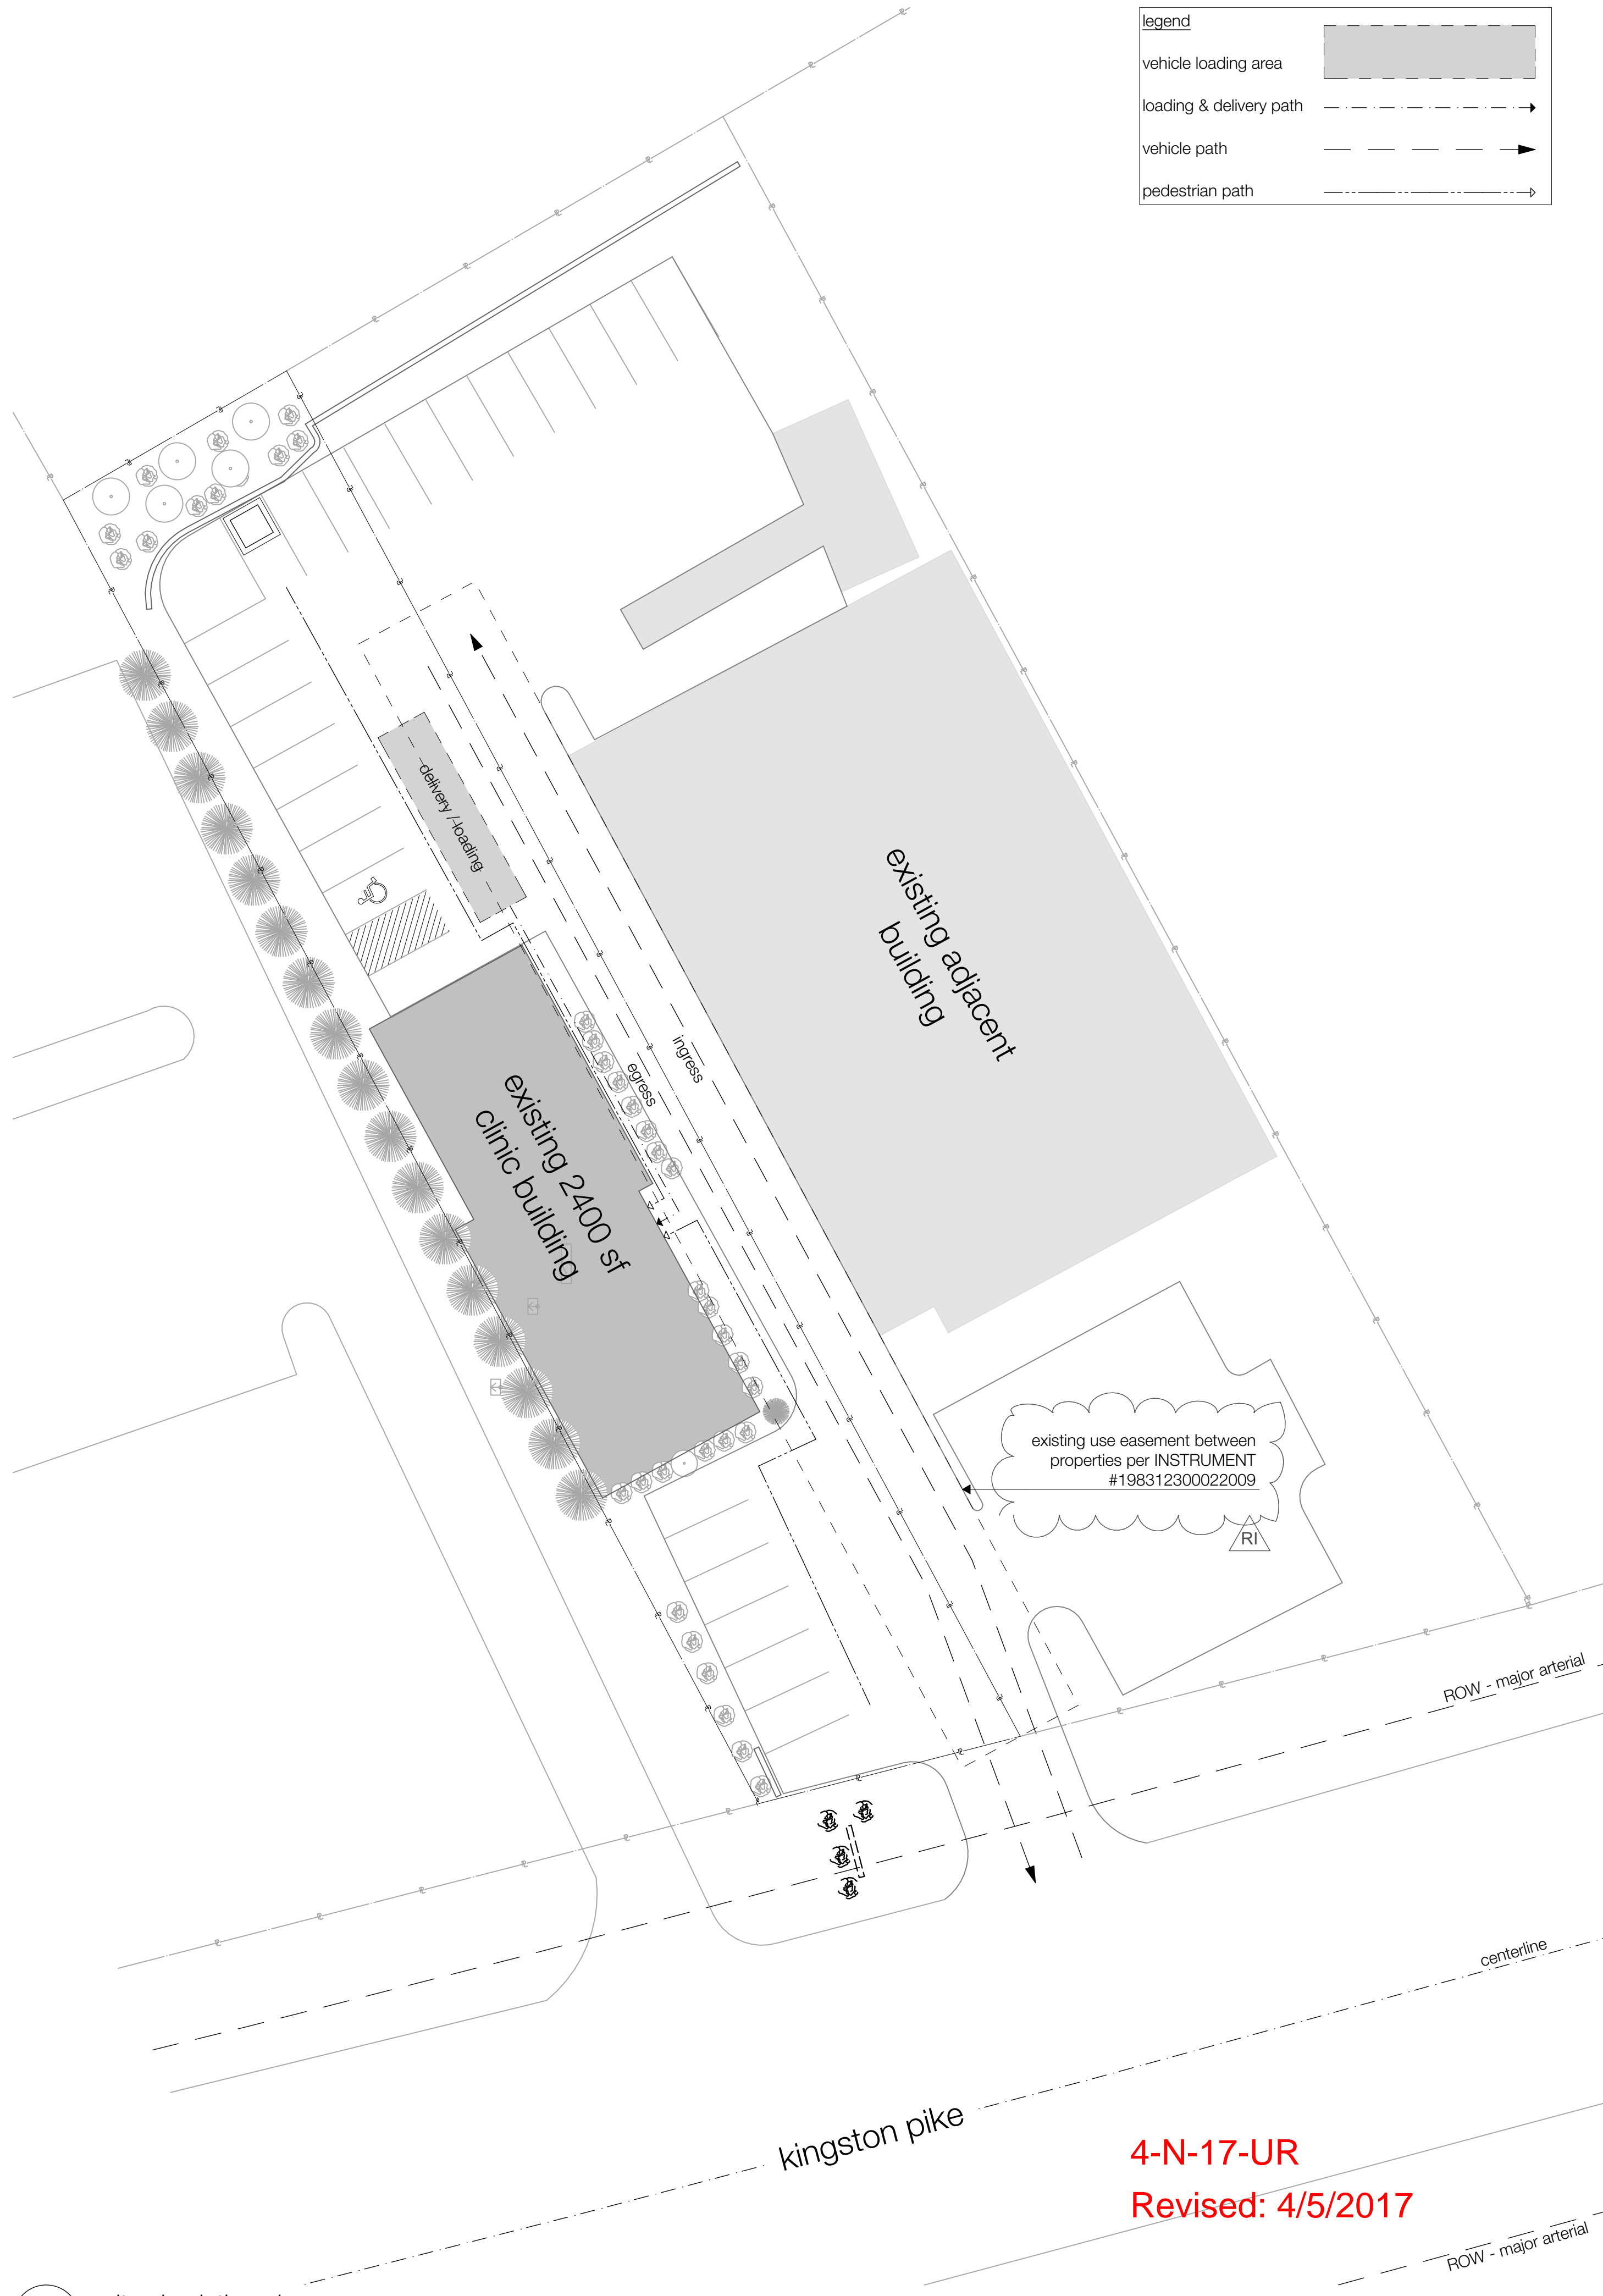 legend
vehicle loading area
loading & delivery path
vehicle path
pedestrian path
delivery / loading
existing adjacent
building
ingress
egress
existing 2400 sf
clinic building
existing use easement between
properties per INSTRUMENT
#198312300022009
RI
ROW - major arterial
centerline
kingston pike
4-N-17-UR
Revised: 4/5/2017
ROW - major arterial